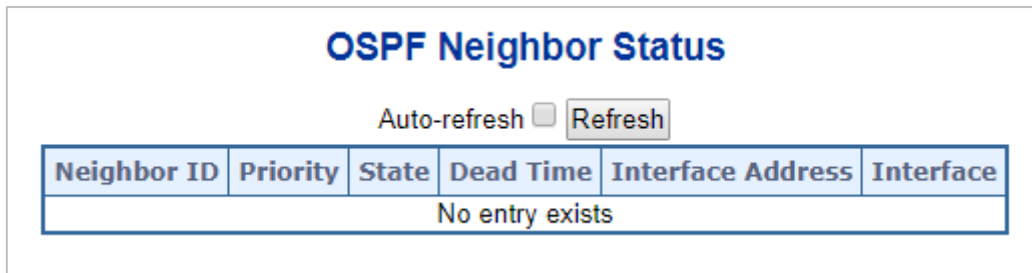 OSPF Neighbor Status
Auto-refresh Refresh
Neighbor ID Priority State Dead Time Interface Address Interface
No entry exists